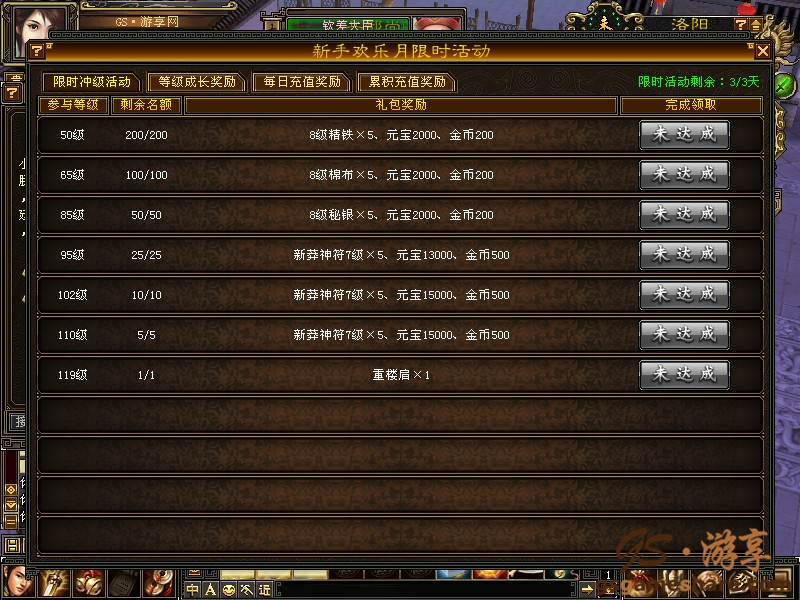 GS·游享网
钦差大臣
洛阳
新手欢乐月限时活动
限时冲级活动 等级成长奖励 每日充值奖励 累积充值奖励 限时活动剩余：3/3天
参与等级 剩余名额 礼包奖励 完成领取
50级 200/200 8级精铁×5、元宝2000、金币200 未达成
65级 100/100 8级棉布×5、元宝2000、金币200 未达成
85级 50/50 8级秘银×5、元宝2000、金币200 未达成
95级 25/25 新莽神符7级×5、元宝13000、金币500 未达成
102级 10/10 新莽神符7级×5、元宝15000、金币500 未达成
110级 5/5 新莽神符7级×5、元宝15000、金币500 未达成
119级 1/1 重楼肩×1 未达成
GS·游享
中 A 近
1